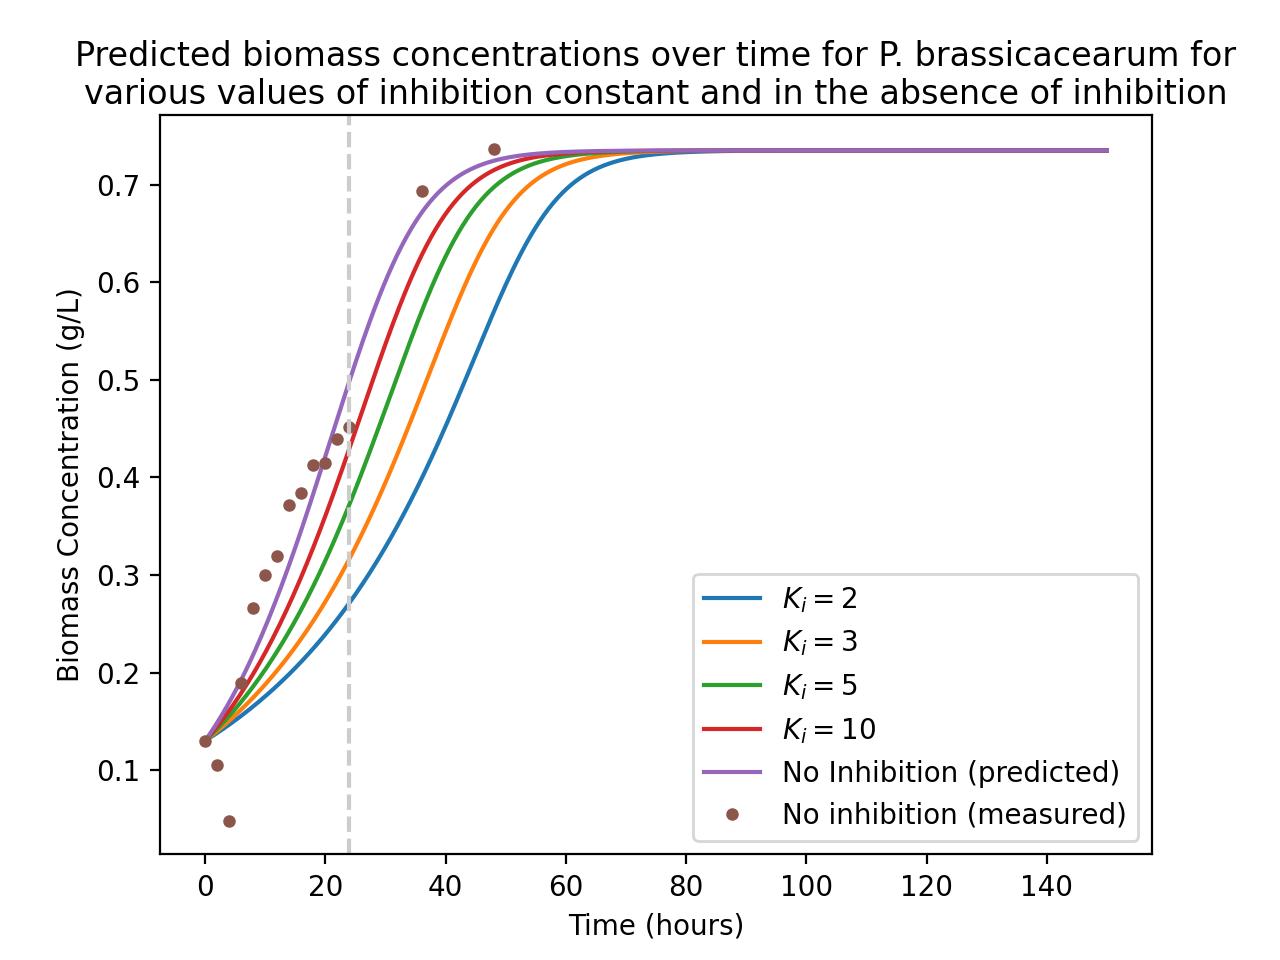 Predicted biomass concentrations over time for P. brassicacearum for
various values of inhibition constant and in the absence of inhibition
Biomass Concentration (g/L)
0.7
0.6
0.5
0.4
0.3
0.2
0.1
K_i = 2
K_i = 3
K_i = 5
K_i = 10
No Inhibition (predicted)
No inhibition (measured)
0 20 40 60 80 100 120 140
Time (hours)